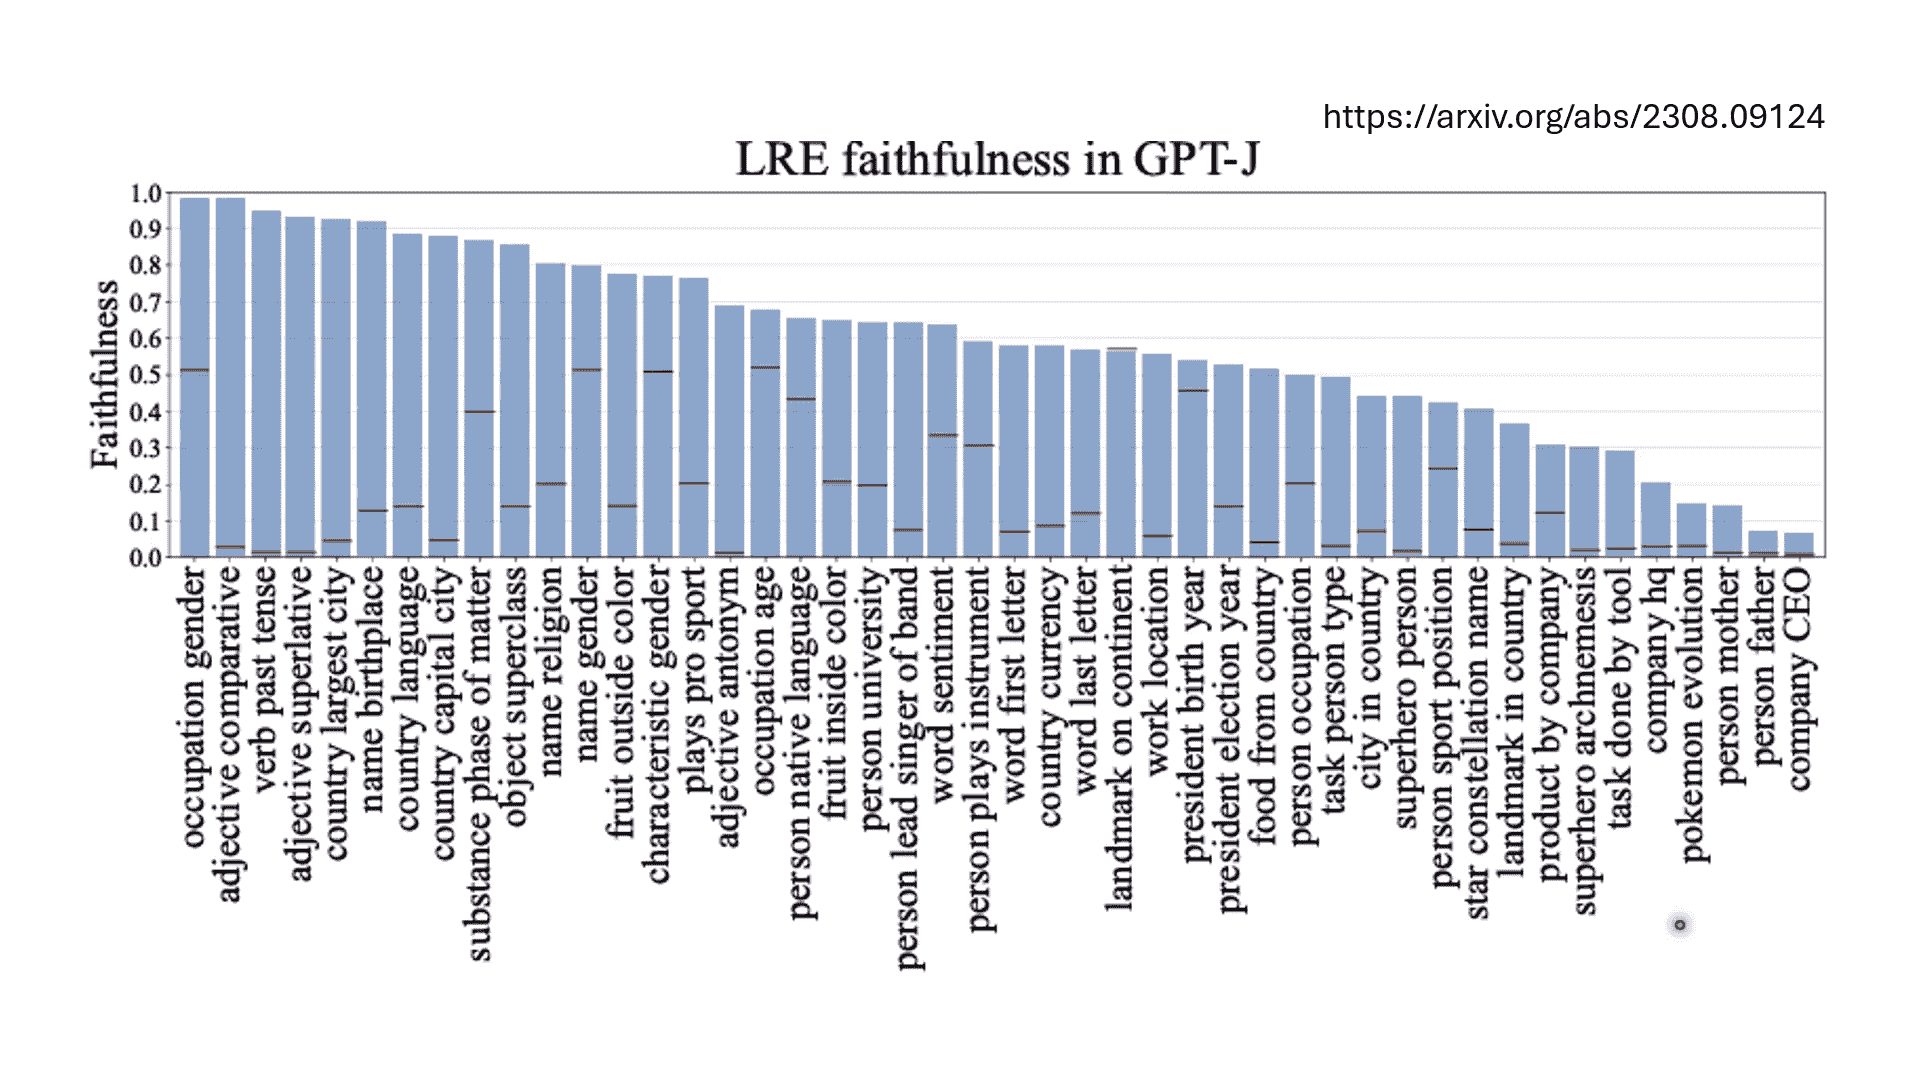 https://arxiv.org/abs/2308.09124
LRE faithfulness in GPT-J
Faithfulness
1.0
0.9
0.8
0.7
0.6
0.5
0.4
0.3
0.2
0.1
0.0
occupation gender
adjective comparative
verb past tense
adjective superlative
country largest city
name birthplace
country language
country capital city
substance phase of matter
object superclass
name religion
name gender
fruit outside color
characteristic gender
plays pro sport
adjective antonym
occupation age
person native language
fruit inside color
person university
person lead singer of band
word sentiment
person plays instrument
word first letter
country currency
word last letter
landmark on continent
work location
president birth year
president election year
food from country
person occupation
task person type
city in country
superhero person
person sport position
star constellation name
landmark in country
product by company
superhero archnemesis
task done by tool
company hq
pokemon evolution
person mother
person father
company CEO